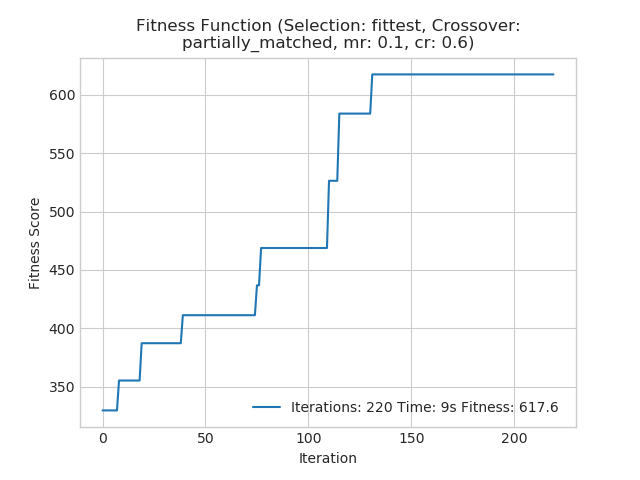 Fitness Function (Selection: fittest, Crossover:
partially_matched, mr: 0.1, cr: 0.6)
600
550
500
450
400
350
Fitness Score
Iterations: 220 Time: 9s Fitness: 617.6
0 50 100 150 200
Iteration